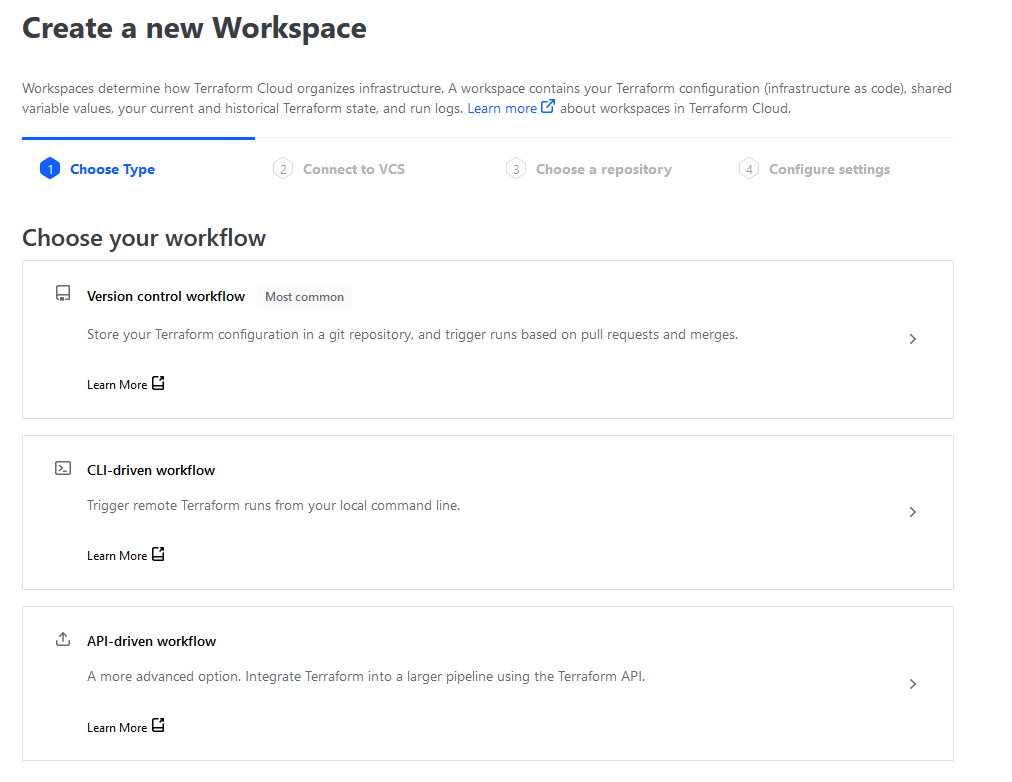 Create a new Workspace
Workspaces determine how Terraform Cloud organizes infrastructure. A workspace contains your Terraform configuration (infrastructure as code), shared
variable values, your current and historical Terraform state, and run logs. Learn more about workspaces in Terraform Cloud.
1 Choose Type
2 Connect to VCS
3 Choose a repository
4 Configure settings
Choose your workflow
Version control workflow Most common
Store your Terraform configuration in a git repository, and trigger runs based on pull requests and merges.
Learn More
CLI-driven workflow
Trigger remote Terraform runs from your local command line.
Learn More
API-driven workflow
A more advanced option. Integrate Terraform into a larger pipeline using the Terraform API.
Learn More